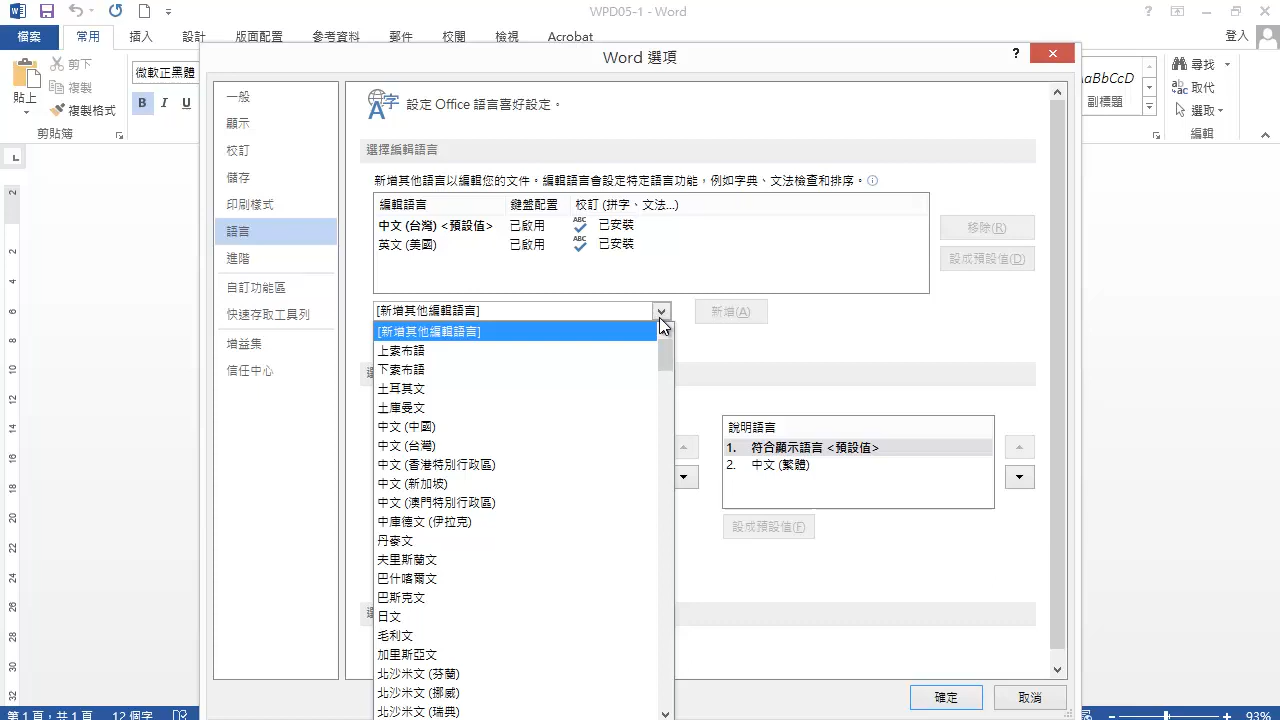 WPD05-1 - Word
檔案
常用
插入
設計
版面配置
參考資料
郵件
校閱
檢視
Acrobat
登入
貼上
剪下
複製
複製格式
剪貼簿
微軟正黑體
B I U
副標題
尋找
取代
選取
編輯
Word 選項
一般
顯示
校訂
儲存
印刷樣式
語言
進階
自訂功能區
快速存取工具列
增益集
信任中心
設定 Office 語言喜好設定。
選擇編輯語言
新增其他語言以編輯您的文件。編輯語言會設定特定語言功能，例如字典、文法檢查和排序。
編輯語言 鍵盤配置 校訂 (拼字、文法...)
中文 (台灣) <預設值> 已啟用 已安裝
英文 (美國) 已啟用 已安裝
移除(R)
設成預設值(D)
[新增其他編輯語言]
新增(A)
[新增其他編輯語言]
上索布語
下索布語
土耳其文
土庫曼文
中文 (中國)
中文 (台灣)
中文 (香港特別行政區)
中文 (新加坡)
中文 (澳門特別行政區)
中庫德文 (伊拉克)
丹麥文
夫里斯蘭文
巴什喀爾文
巴斯克文
日文
毛利文
加里斯亞文
北沙米文 (芬蘭)
北沙米文 (挪威)
北沙米文 (瑞典)
說明語言
1. 符合顯示語言 <預設值>
2. 中文 (繁體)
設成預設值(F)
確定
取消
第 1 頁，共 1 頁 12 個字
93%